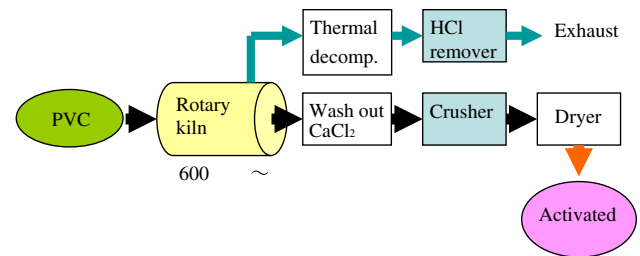 Thermal
decomp.
HCl
remover
Exhaust
PVC
Rotary
kiln
Wash out
CaCl₂
Crusher
Dryer
600 ～
Activated